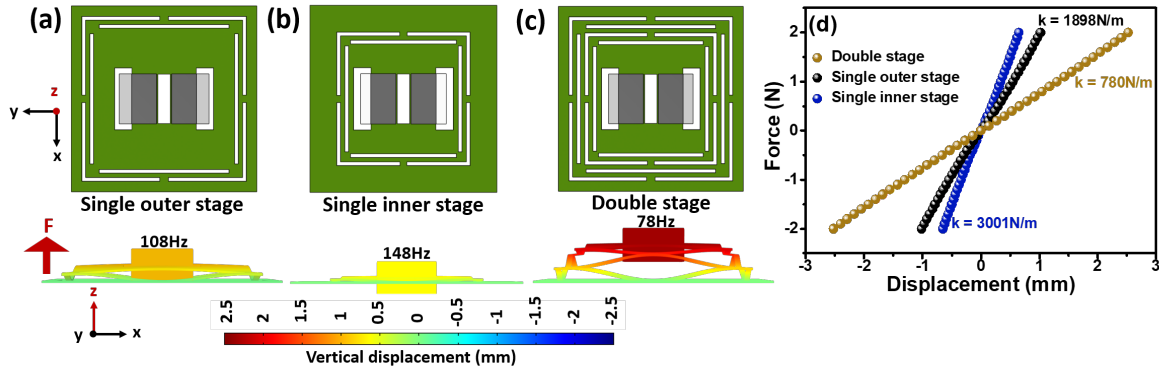 (a)
(b)
(c)
(d)
z
y
x
Single outer stage
Single inner stage
Double stage
F
108Hz
148Hz
78Hz
z
y
x
2.5
2
1.5
1
0.5
0
-0.5
-1
-1.5
-2
-2.5
Vertical displacement (mm)
k = 1898N/m
Double stage
Single outer stage
Single inner stage
k = 780N/m
k = 3001N/m
Force (N)
2
1
0
-1
-2
-3 -2 -1 0 1 2 3
Displacement (mm)